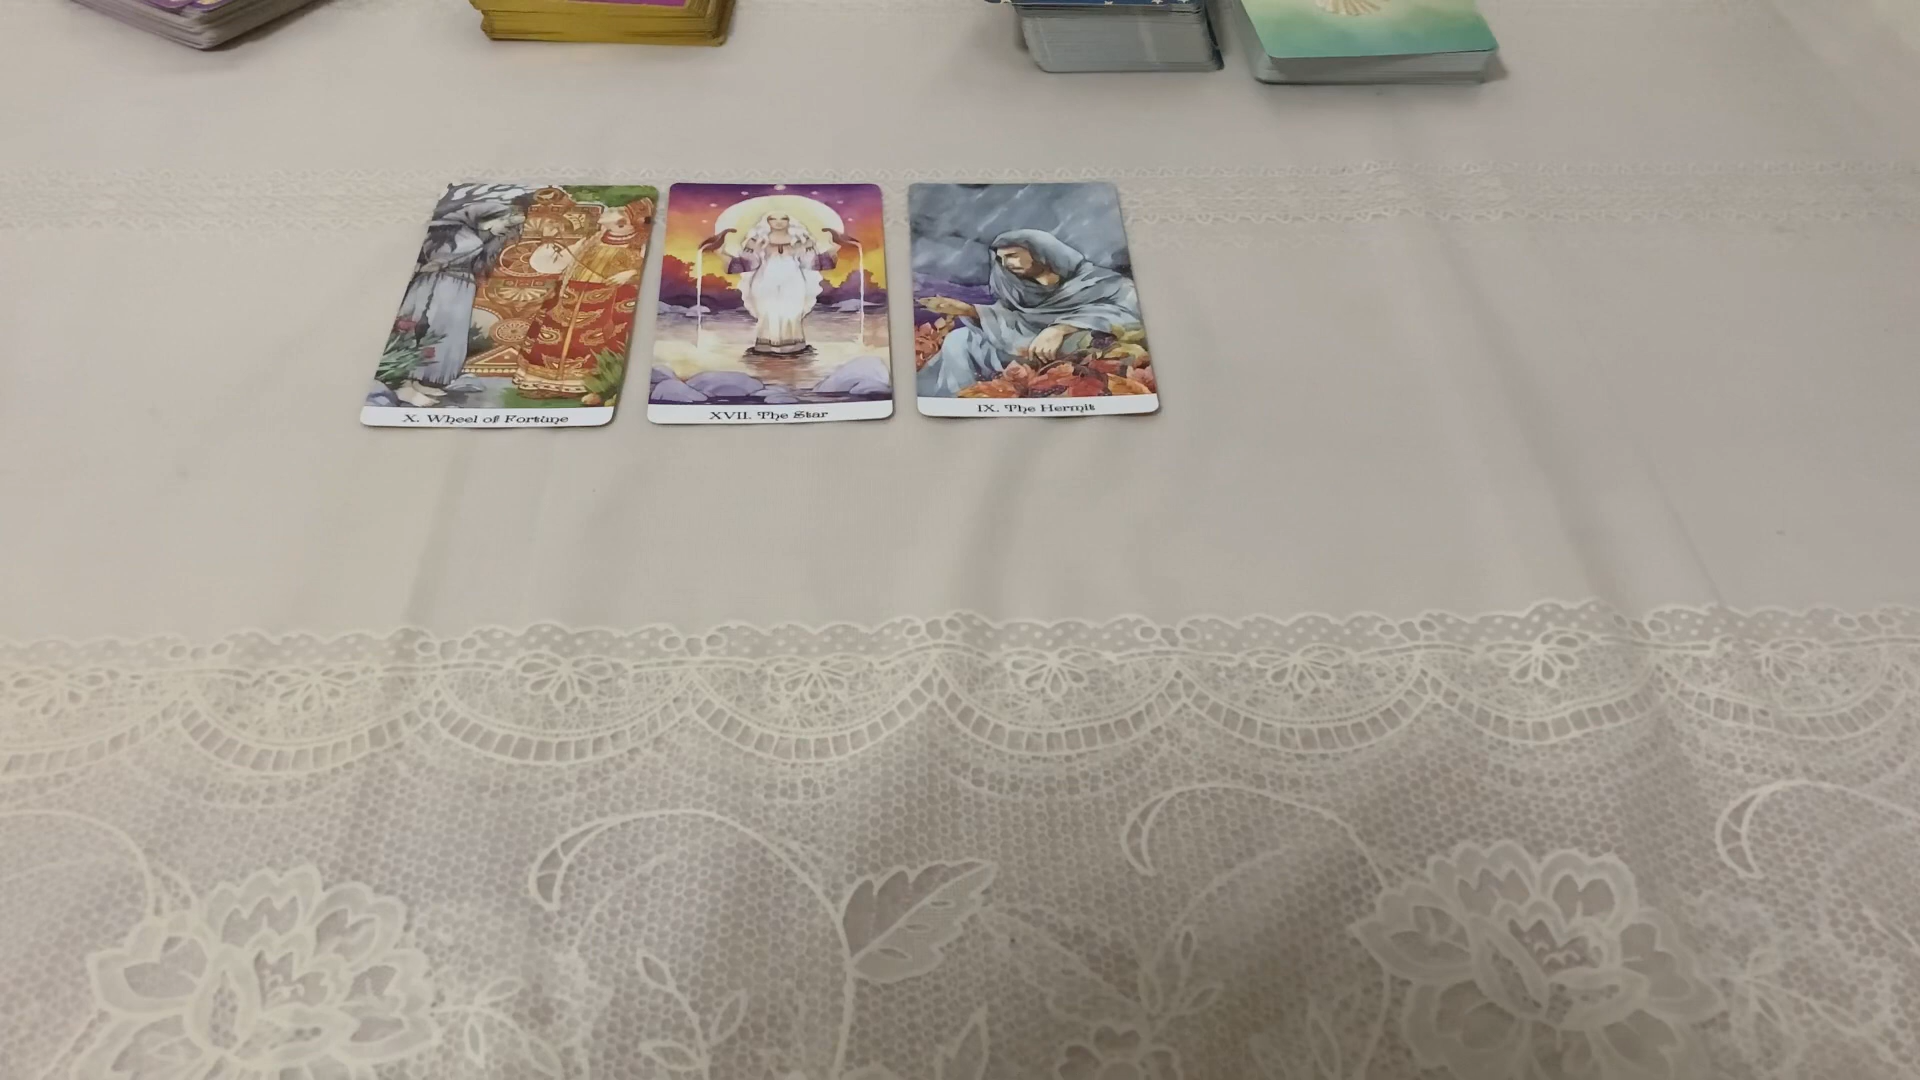 X. Wheel of Fortune
XVII. The Star
IX. The Hermit